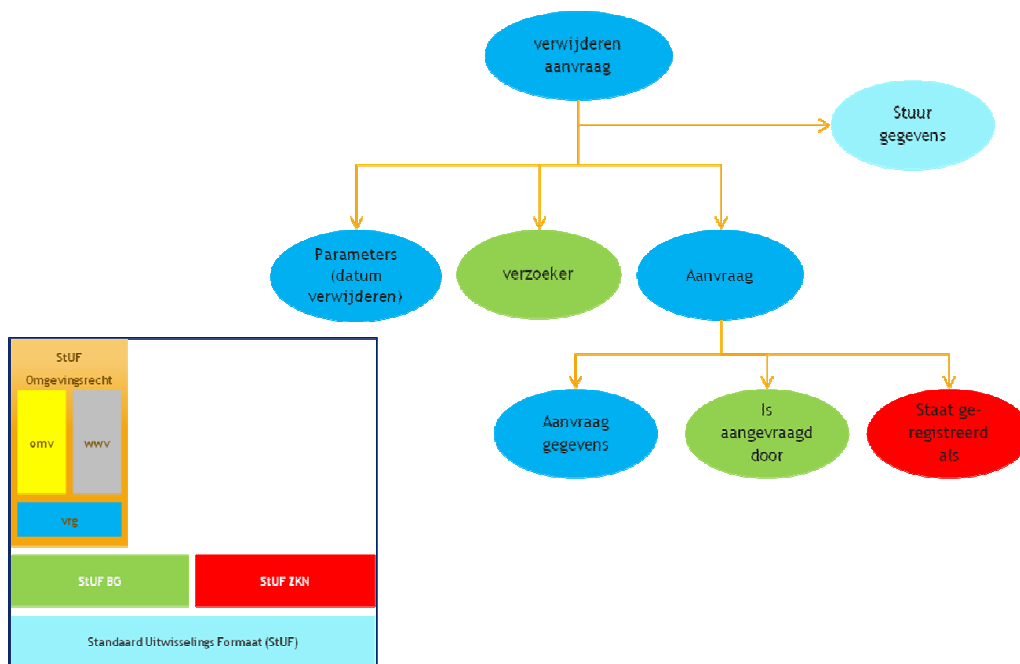 verwijderen
aanvraag
Stuur
gegevens
Parameters
(datum
verwijderen)
verzoeker
Aanvraag
Aanvraag
gegevens
Is
aangevraagd
door
Staat ge-
registreerd
als
StUF
Omgevingsrecht
omv
wwv
vrg
StUF BG
StUF ZKN
Standaard Uitwisselings Formaat (StUF)